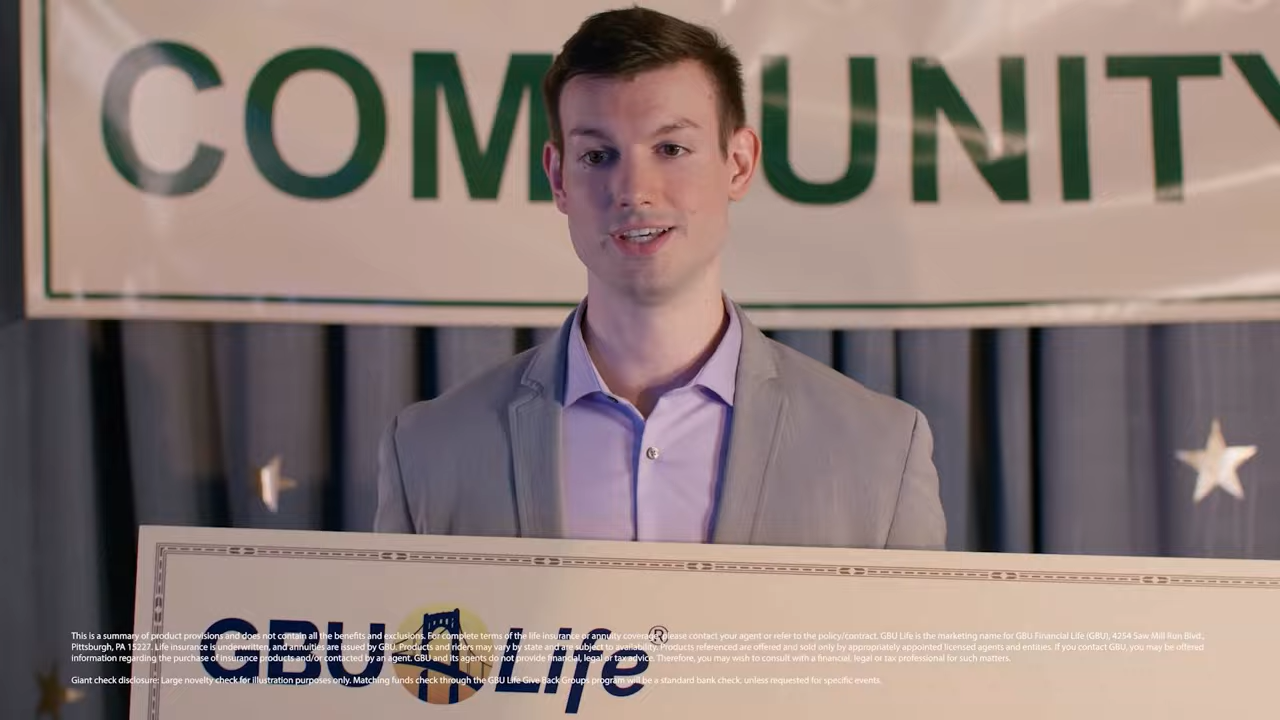 COMMUNITY
GBU Life®
This is a summary of product provisions and does not contain all the benefits and exclusions. For complete terms of the life insurance or annuity coverage, please contact your agent or refer to the policy/contract. GBU Life is the marketing name for GBU Financial Life (GBU), 4254 Saw Mill Run Blvd.,
Pittsburgh, PA 15227. Life insurance is underwritten, and annuities are issued by GBU. Products and riders may vary by state and are subject to availability. Products referenced are offered and sold only by appropriately appointed licensed agents and entities. If you contact GBU, you may be offered
information regarding the purchase of insurance products and/or contacted by an agent. GBU and its agents do not provide financial, legal or tax advice. Therefore, you may wish to consult with a financial, legal or tax professional for such matters.
Giant check disclosure: Large novelty check for illustration purposes only. Matching funds check through the GBU Life Give Back Groups program will be a standard bank check. unless requested for specific events.